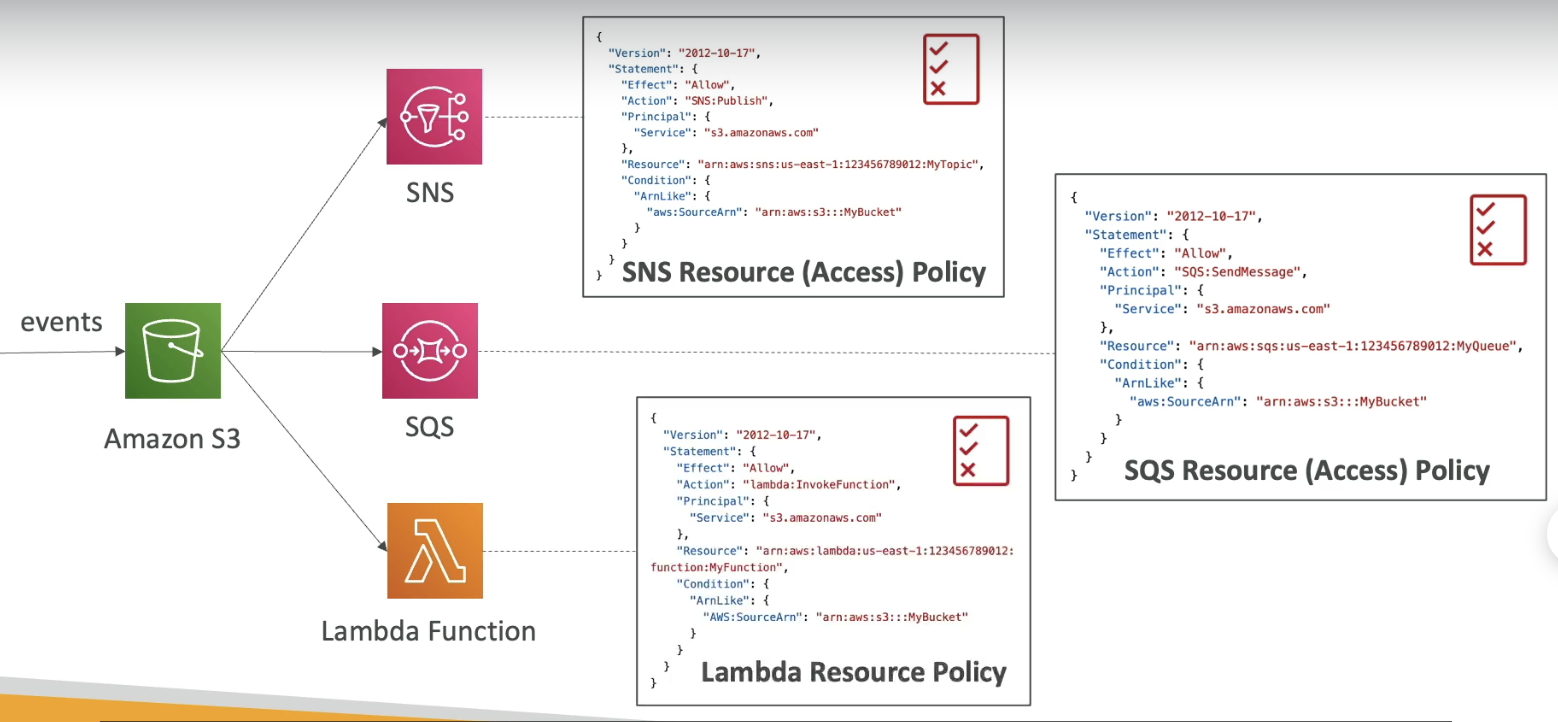 events
Amazon S3
SNS
SQS
Lambda Function
{
"Version": "2012-10-17",
"Statement": {
"Effect": "Allow",
"Action": "SNS:Publish",
"Principal": {
"Service": "s3.amazonaws.com"
},
"Resource": "arn:aws:sns:us-east-1:123456789012:MyTopic",
"Condition": {
"ArnLike": {
"aws:SourceArn": "arn:aws:s3:::MyBucket"
}
}
}
}
SNS Resource (Access) Policy
{
"Version": "2012-10-17",
"Statement": {
"Effect": "Allow",
"Action": "SQS:SendMessage",
"Principal": {
"Service": "s3.amazonaws.com"
},
"Resource": "arn:aws:sqs:us-east-1:123456789012:MyQueue",
"Condition": {
"ArnLike": {
"aws:SourceArn": "arn:aws:s3:::MyBucket"
}
}
}
}
SQS Resource (Access) Policy
{
"Version": "2012-10-17",
"Statement": {
"Effect": "Allow",
"Action": "lambda:InvokeFunction",
"Principal": {
"Service": "s3.amazonaws.com"
},
"Resource": "arn:aws:lambda:us-east-1:123456789012:
function:MyFunction",
"Condition": {
"ArnLike": {
"AWS:SourceArn": "arn:aws:s3:::MyBucket"
}
}
}
}
Lambda Resource Policy